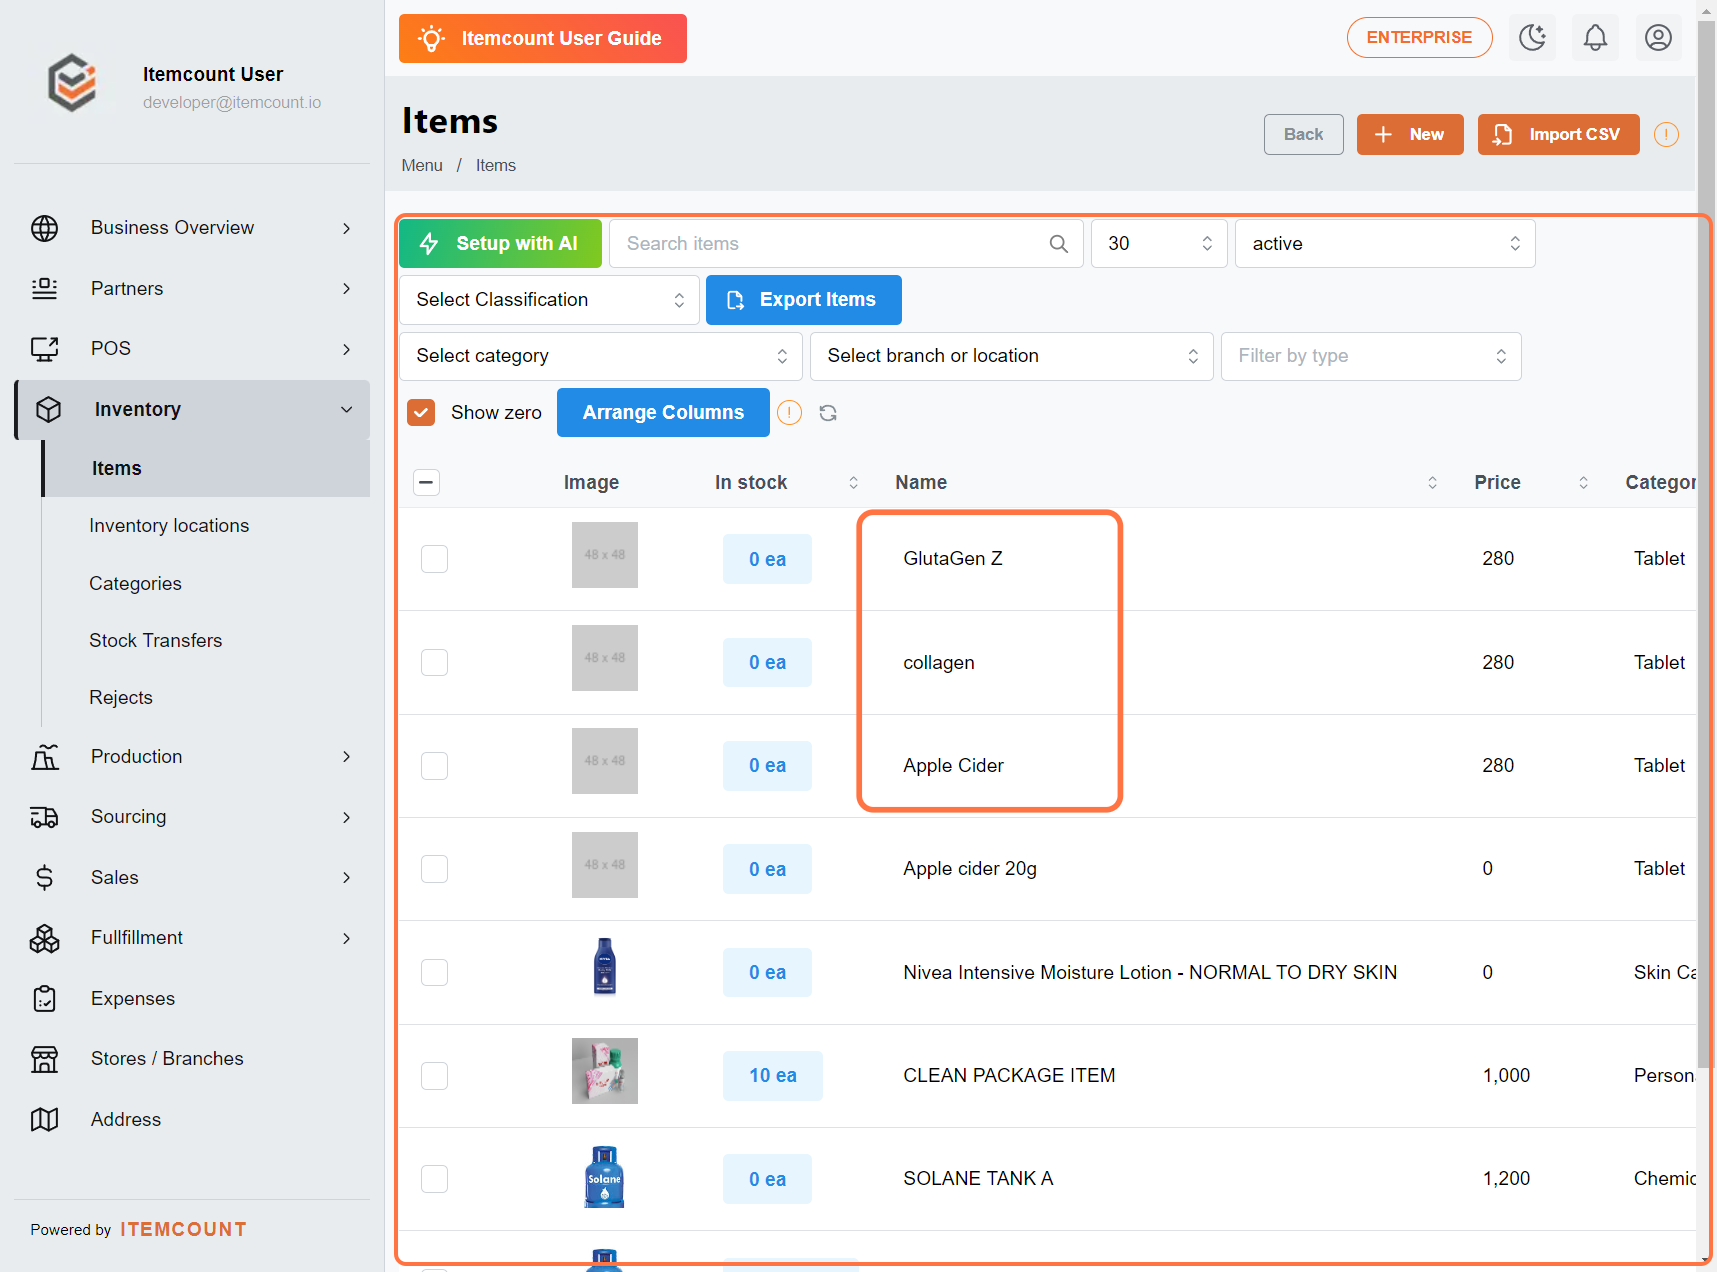 Itemcount User
developer@itemcount.io
Business Overview
Partners
POS
Inventory
Items
Inventory locations
Categories
Stock Transfers
Rejects
Production
Sourcing
Sales
Fullfillment
Expenses
Stores / Branches
Address
Powered by ITEMCOUNT
Itemcount User Guide
ENTERPRISE
Items
Menu / Items
Back
New
Import CSV
Setup with AI
Search items
30
active
Select Classification
Export Items
Select category
Select branch or location
Filter by type
Show zero
Arrange Columns
Image In stock Name Price Categor
48 x 48 0 ea GlutaGen Z 280 Tablet
48 x 48 0 ea collagen 280 Tablet
48 x 48 0 ea Apple Cider 280 Tablet
48 x 48 0 ea Apple cider 20g 0 Tablet
NIVEA 0 ea Nivea Intensive Moisture Lotion - NORMAL TO DRY SKIN 0 Skin Ca
10 ea CLEAN PACKAGE ITEM 1,000 Person
Solane 0 ea SOLANE TANK A 1,200 Chemic